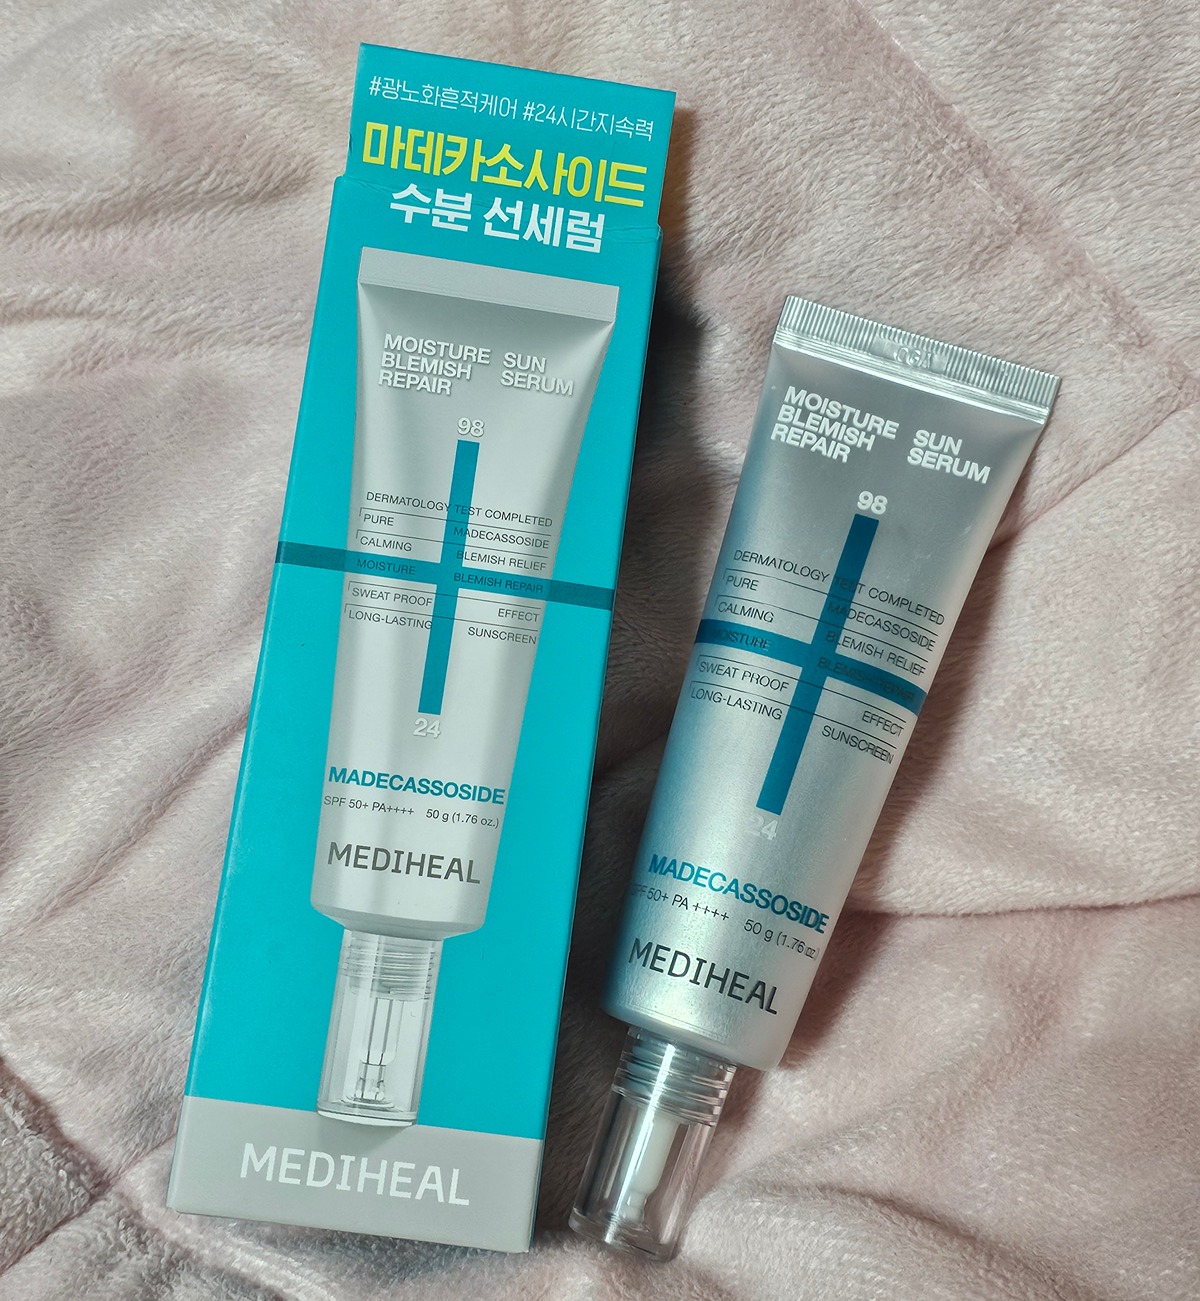 #광노화흔적케어 #24시간지속력
마데카소사이드
수분 선세럼
MOISTURE SUN
BLEMISH SERUM
REPAIR
98
DERMATOLOGY TEST COMPLETED
PURE MADECASSOSIDE
CALMING BLEMISH RELIEF
MOISTURE BLEMISH REPAIR
SWEAT PROOF EFFECT
LONG-LASTING SUNSCREEN
24
MADECASSOSIDE
SPF 50+ PA++++ 50 g (1.76 oz.)
MEDIHEAL
MEDIHEAL
MOISTURE SUN
BLEMISH SERUM
REPAIR
98
DERMATOLOGY TEST COMPLETED
PURE MADECASSOSIDE
CALMING BLEMISH RELIEF
MOISTURE BLEMISH REPAIR
SWEAT PROOF EFFECT
LONG-LASTING SUNSCREEN
24
MADECASSOSIDE
SPF 50+ PA ++++ 50 g (1.76 oz.)
MEDIHEAL